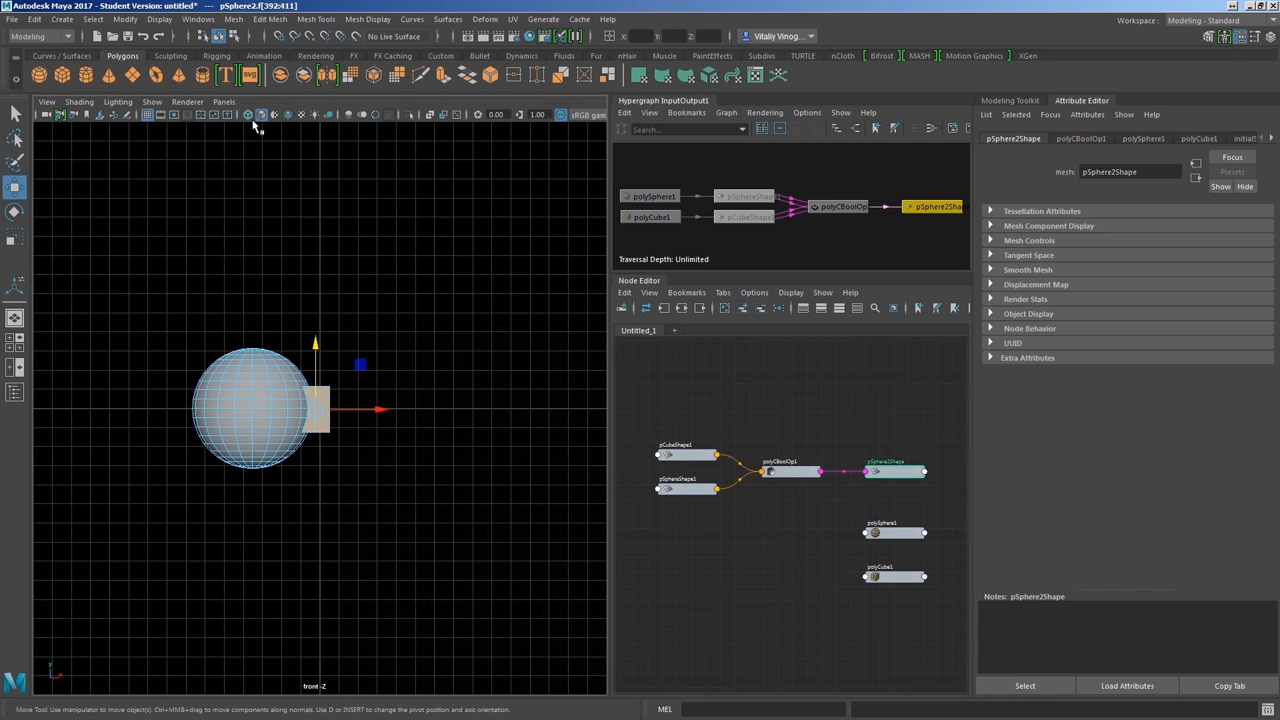 Autodesk Maya 2017 - Student Version: untitled*  ---  pSphere2.f[392:411]
File Edit Create Select Modify Display Windows Mesh Edit Mesh Mesh Tools Mesh Display Curves Surfaces Deform UV Generate Cache Help
Workspace : Modeling - Standard
Modeling No Live Surface X: Y: Z: Vitaliy Vinog...
Curves / Surfaces Polygons Sculpting Rigging Animation Rendering FX FX Caching Custom Bullet Dynamics Fluids Fur nHair Muscle PaintEffects Subdivs TURTLE nCloth Bifrost MASH Motion Graphics XGen
View Shading Lighting Show Renderer Panels
0.00 1.00 sRGB gam
Hypergraph InputOutput1
Edit View Bookmarks Graph Rendering Options Show Help
Search...
polySphere1 pSphereShap
polyCube1 pCubeShape1
polyCBoolOp pSphere2Shap
Traversal Depth: Unlimited
Node Editor
Edit View Bookmarks Tabs Options Display Show Help
Untitled_1 +
pCubeShape1
pSphereShape1
polyCBoolOp1
pSphere2Shape
polySphere1
polyCube1
Modeling Toolkit Attribute Editor
List Selected Focus Attributes Show Help
pSphere2Shape polyCBoolOp1 polySphere1 polyCube1 initialS
mesh: pSphere2Shape
Focus
Presets
Show Hide
Tessellation Attributes
Mesh Component Display
Mesh Controls
Tangent Space
Smooth Mesh
Displacement Map
Render Stats
Object Display
Node Behavior
UUID
Extra Attributes
Notes: pSphere2Shape
Select Load Attributes Copy Tab
y
x
front -Z
Move Tool: Use manipulator to move object(s). Ctrl+MMB+drag to move components along normals. Use D or INSERT to change the pivot position and axis orientation.
MEL